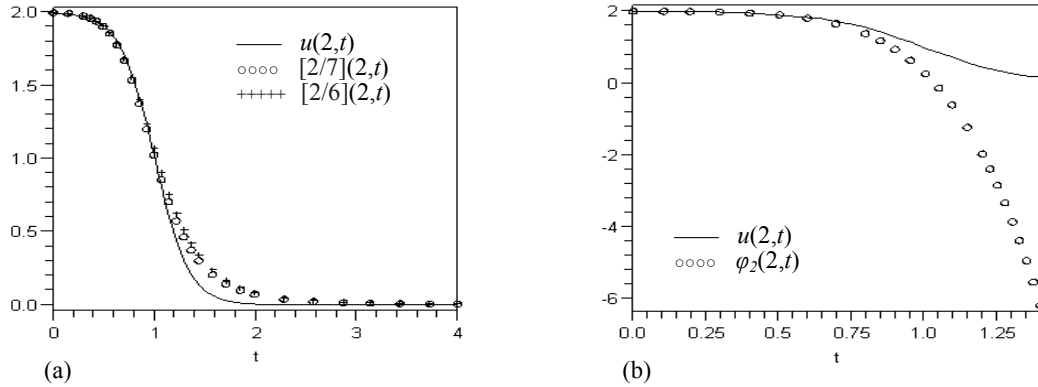 2.0
1.5
1.0
0.5
0.0
0
1
2
3
4
t
u(2,t)
○○○○ [2/7](2,t)
+++++ [2/6](2,t)
(a)
2
0
-2
-4
-6
0.0
0.25
0.5
0.75
1.0
1.25
t
u(2,t)
○○○○ φ₂(2,t)
(b)